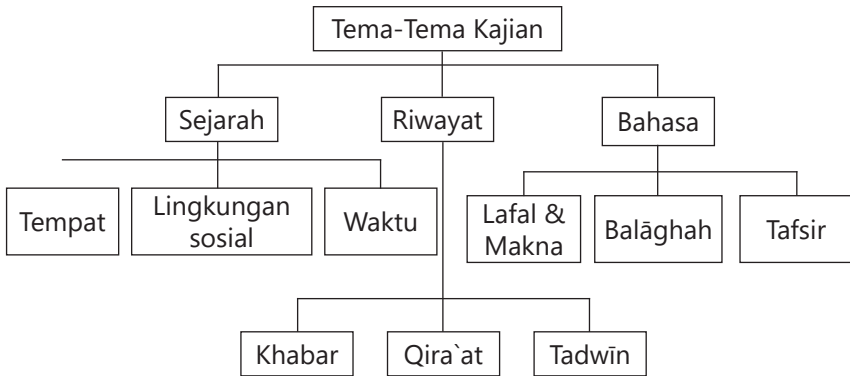 Tema-Tema Kajian
Sejarah
Riwayat
Bahasa
Tempat
Lingkungan
sosial
Waktu
Lafal &
Makna
Balāghah
Tafsir
Khabar
Qira`at
Tadwīn